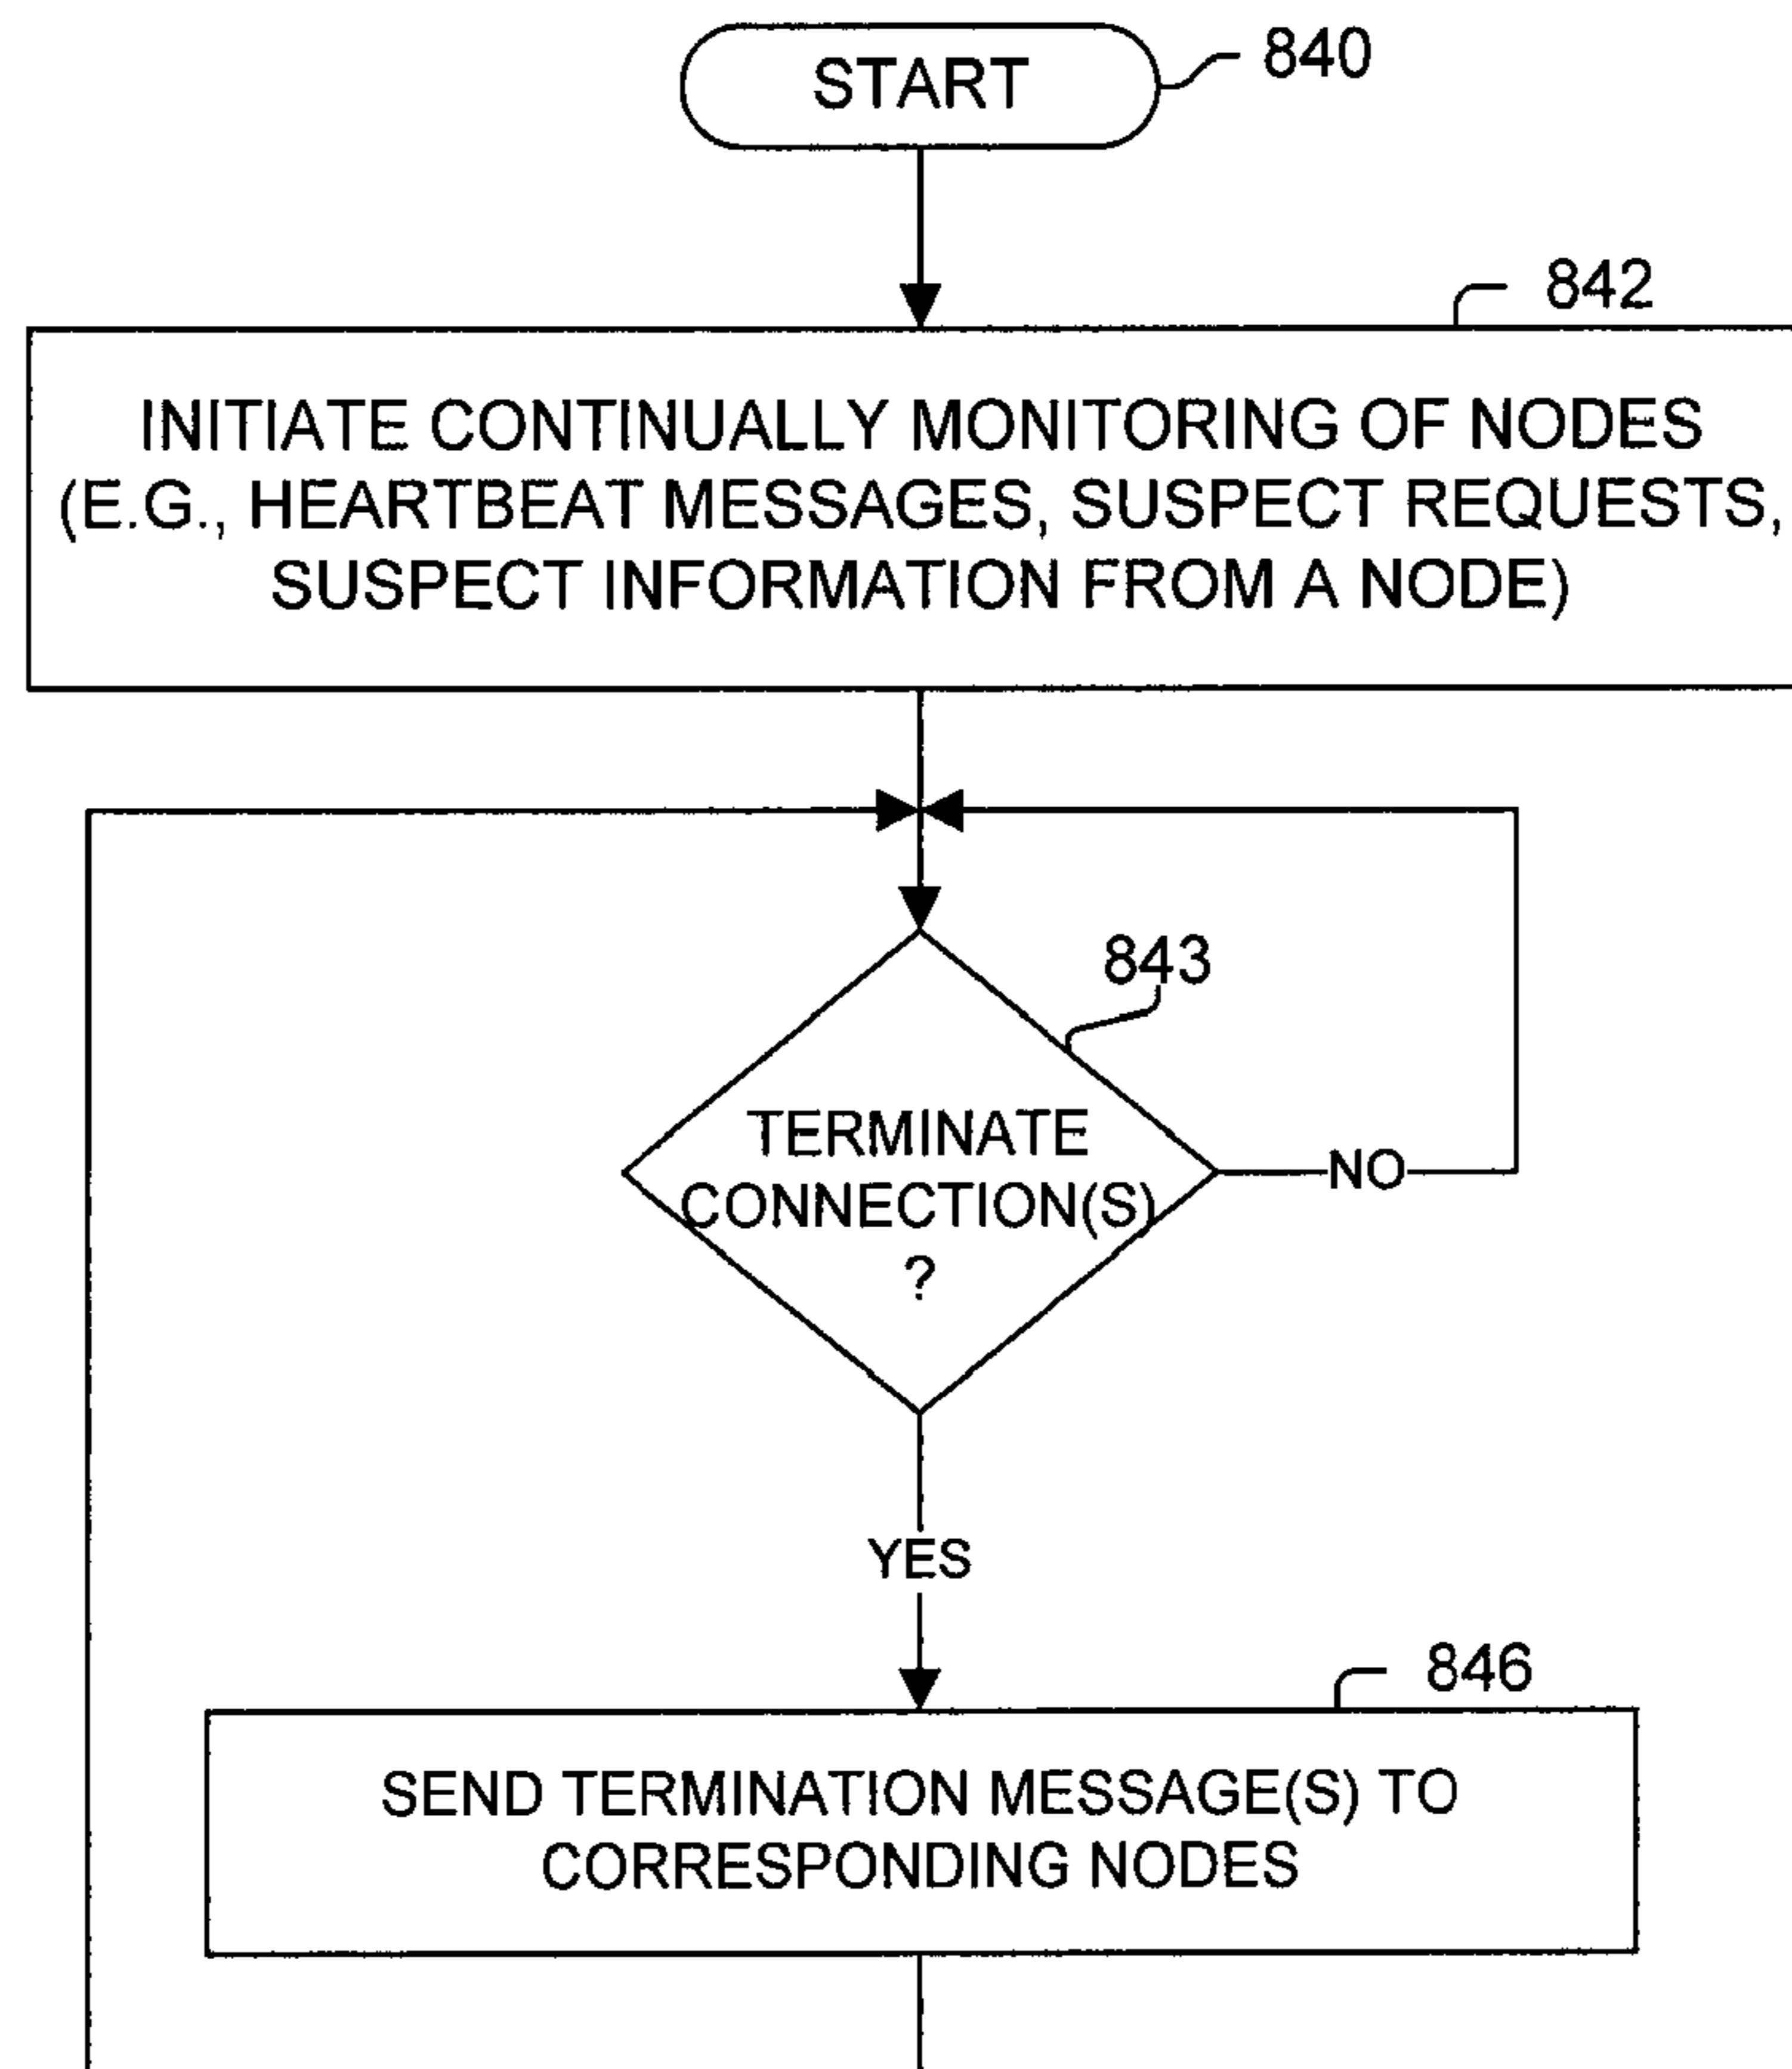 START
840
842
INITIATE CONTINUALLY MONITORING OF NODES
(E.G., HEARTBEAT MESSAGES, SUSPECT REQUESTS,
SUSPECT INFORMATION FROM A NODE)
843
TERMINATE
CONNECTION(S)
?
NO
YES
846
SEND TERMINATION MESSAGE(S) TO
CORRESPONDING NODES